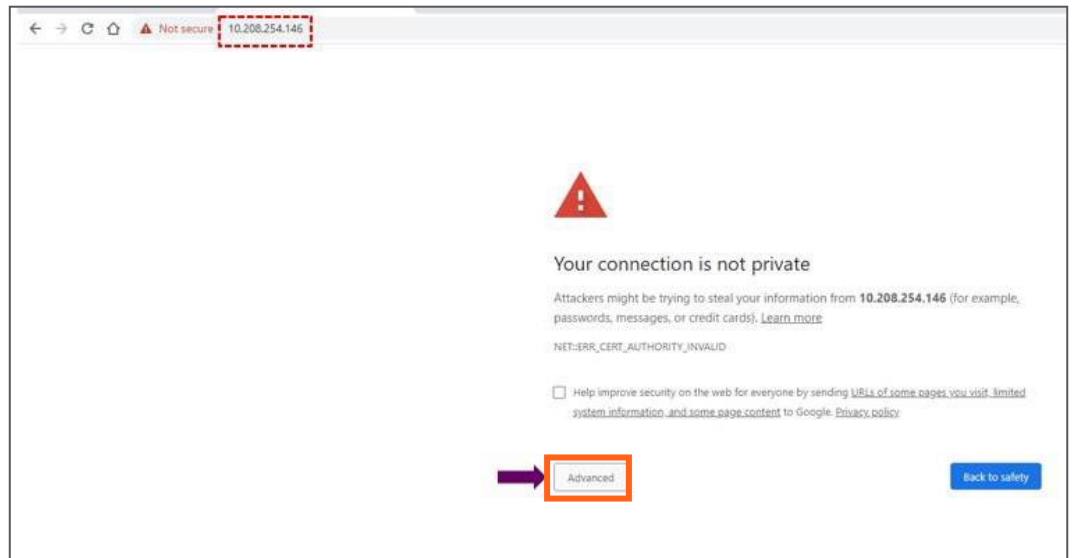 Not secure 10.208.254.146
Your connection is not private
Attackers might be trying to steal your information from 10.208.254.146 (for example,
passwords, messages, or credit cards). Learn more
NET::ERR_CERT_AUTHORITY_INVALID
Help improve security on the web for everyone by sending URLs of some pages you visit, limited
system information, and some page content to Google. Privacy policy
Advanced
Back to safety